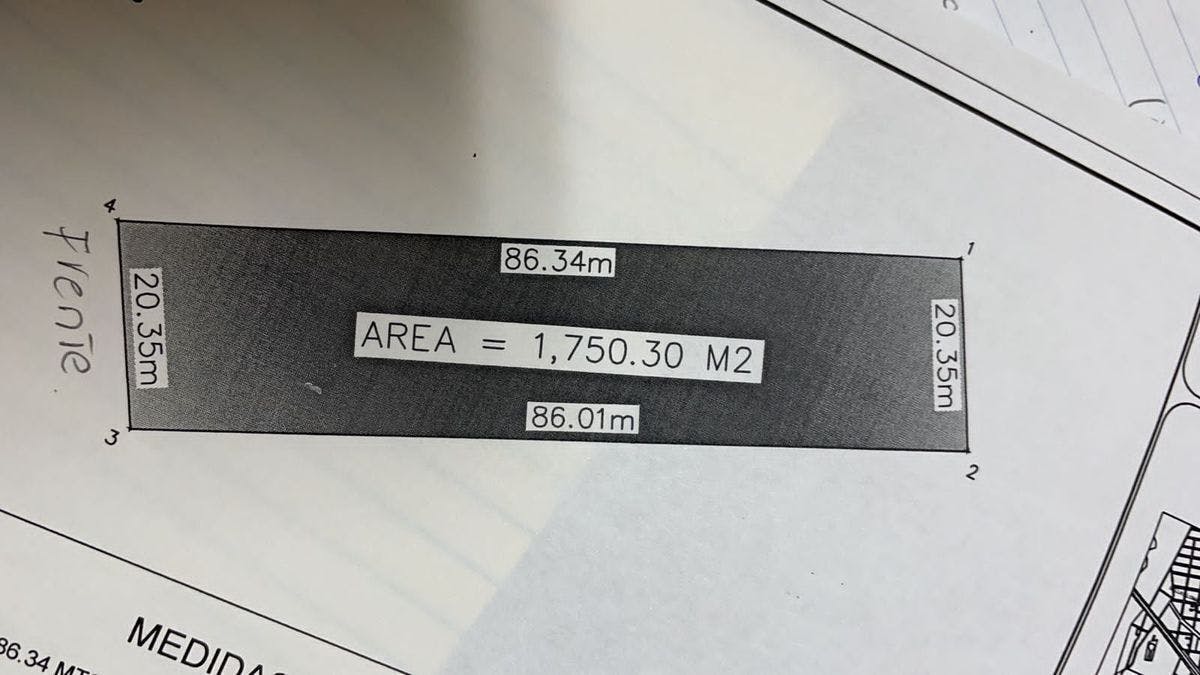 4
1
86.34m
frente.
20.35m
AREA = 1,750.30 M2
20.35m
86.01m
3
2
MEDIDAS
86.34 MT